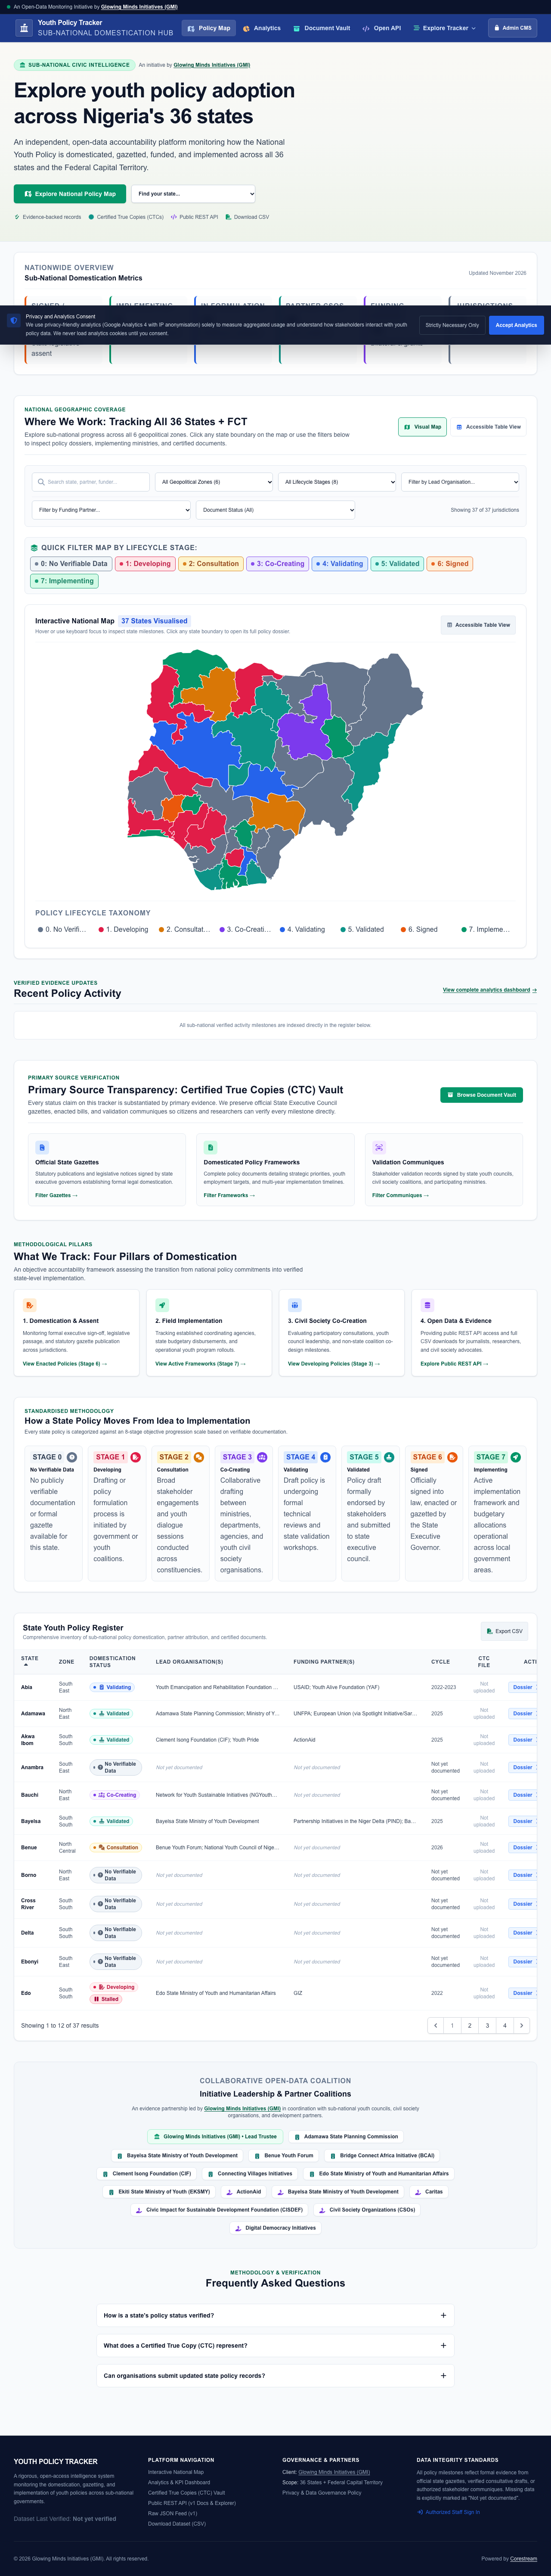 An Open-Data Monitoring Initiative by Glowing Minds Initiatives (GMI)
Youth Policy Tracker
SUB-NATIONAL DOMESTICATION HUB
Policy Map
Analytics
Document Vault
Open API
Explore Tracker
Admin CMS
SUB-NATIONAL CIVIC INTELLIGENCE
An initiative by Glowing Minds Initiatives (GMI)
Explore youth policy adoption
across Nigeria's 36 states
An independent, open-data accountability platform monitoring how the National
Youth Policy is domesticated, gazetted, funded, and implemented across all 36
states and the Federal Capital Territory.
Explore National Policy Map
Find your state...
Evidence-backed records
Certified True Copies (CTCs)
Public REST API
Download CSV
NATIONWIDE OVERVIEW
Sub-National Domestication Metrics
Updated November 2026
Privacy and Analytics Consent
We use privacy-friendly analytics (Google Analytics 4 with IP anonymisation) solely to measure aggregated usage and understand how stakeholders interact with youth
policy data. We never load analytics cookies until you consent.
Strictly Necessary Only
Accept Analytics
assent
NATIONAL GEOGRAPHIC COVERAGE
Where We Work: Tracking All 36 States + FCT
Explore sub-national progress across all 6 geopolitical zones. Click any state boundary on the map or use the filters below
to inspect policy dossiers, implementing ministries, and certified documents.
Visual Map
Accessible Table View
Search state, partner, funder...
All Geopolitical Zones (6)
All Lifecycle Stages (8)
Filter by Lead Organisation...
Filter by Funding Partner...
Document Status (All)
Showing 37 of 37 jurisdictions
QUICK FILTER MAP BY LIFECYCLE STAGE:
0: No Verifiable Data
1: Developing
2: Consultation
3: Co-Creating
4: Validating
5: Validated
6: Signed
7: Implementing
Interactive National Map
37 States Visualised
Hover or use keyboard focus to inspect state milestones. Click any state boundary to open its full policy dossier.
Accessible Table View
POLICY LIFECYCLE TAXONOMY
0. No Verifi...
1. Developing
2. Consultat...
3. Co-Creati...
4. Validating
5. Validated
6. Signed
7. Impleme...
VERIFIED EVIDENCE UPDATES
Recent Policy Activity
View complete analytics dashboard →
All sub-national verified activity milestones are indexed directly in the register below.
PRIMARY SOURCE VERIFICATION
Primary Source Transparency: Certified True Copies (CTC) Vault
Every status claim on this tracker is substantiated by primary evidence. We preserve official State Executive Council
gazettes, enacted bills, and validation communiques so citizens and researchers can verify every milestone directly.
Browse Document Vault
Official State Gazettes
Statutory publications and legislative notices signed by state
executive governors establishing formal legal domestication.
Filter Gazettes →
Domesticated Policy Frameworks
Complete policy documents detailing strategic priorities, youth
employment targets, and multi-year implementation timelines.
Filter Frameworks →
Validation Communiques
Stakeholder validation records signed by state youth councils,
civil society coalitions, and participating ministries.
Filter Communiques →
METHODOLOGICAL PILLARS
What We Track: Four Pillars of Domestication
An objective accountability framework assessing the transition from national policy commitments into verified
state-level implementation.
1. Domestication & Assent
Monitoring formal executive sign-off, legislative
passage, and statutory gazette publication
across jurisdictions.
View Enacted Policies (Stage 6) →
2. Field Implementation
Tracking established coordinating agencies,
state budgetary disbursements, and
operational youth program rollouts.
View Active Frameworks (Stage 7) →
3. Civil Society Co-Creation
Evaluating participatory consultations, youth
council leadership, and non-state coalition co-
design milestones.
View Developing Policies (Stage 3) →
4. Open Data & Evidence
Providing public REST API access and full
CSV downloads for journalists, researchers,
and civil society advocates.
Explore Public REST API →
STANDARDISED METHODOLOGY
How a State Policy Moves From Idea to Implementation
Every state policy is categorized against an 8-stage objective progression scale based on verifiable documentation.
STAGE 0
No Verifiable Data
No publicly
verifiable
documentation
or formal
gazette
available for
this state.
STAGE 1
Developing
Drafting or
policy
formulation
process is
initiated by
government or
youth
coalitions.
STAGE 2
Consultation
Broad
stakeholder
engagements
and youth
dialogue
sessions
conducted
across
constituencies.
STAGE 3
Co-Creating
Collaborative
drafting
between
ministries,
departments,
agencies, and
youth civil
society
organisations.
STAGE 4
Validating
Draft policy is
undergoing
formal
technical
reviews and
state validation
workshops.
STAGE 5
Validated
Policy draft
formally
endorsed by
stakeholders
and submitted
to state
executive
council.
STAGE 6
Signed
Officially
signed into
law, enacted or
gazetted by
the State
Executive
Governor.
STAGE 7
Implementing
Active
implementation
framework and
budgetary
allocations
operational
across local
government
areas.
State Youth Policy Register
Comprehensive inventory of sub-national policy domestication, partner attribution, and certified documents.
Export CSV
STATE ZONE DOMESTICATION STATUS LEAD ORGANISATION(S) FUNDING PARTNER(S) CYCLE CTC FILE ACTI
Abia South East Validating Youth Emancipation and Rehabilitation Foundation ... USAID; Youth Alive Foundation (YAF) 2022-2023 Not uploaded Dossier
Adamawa North East Validated Adamawa State Planning Commission; Ministry of Y... UNFPA; European Union (via Spotlight Initiative/Sar... 2025 Not uploaded Dossier
Akwa Ibom South South Validated Clement Isong Foundation (CIF); Youth Pride ActionAid 2025 Not uploaded Dossier
Anambra South East No Verifiable Data Not yet documented Not yet documented Not yet documented Not uploaded Dossier
Bauchi North East Co-Creating Network for Youth Sustainable Initiatives (NGYouth... Not yet documented Not yet documented Not uploaded Dossier
Bayelsa South South Validated Bayelsa State Ministry of Youth Development Partnership Initiatives in the Niger Delta (PIND); Ba... 2025 Not uploaded Dossier
Benue North Central Consultation Benue Youth Forum; National Youth Council of Nige... Not yet documented 2026 Not uploaded Dossier
Borno North East No Verifiable Data Not yet documented Not yet documented Not yet documented Not uploaded Dossier
Cross River South South No Verifiable Data Not yet documented Not yet documented Not yet documented Not uploaded Dossier
Delta South South No Verifiable Data Not yet documented Not yet documented Not yet documented Not uploaded Dossier
Ebonyi South East No Verifiable Data Not yet documented Not yet documented Not yet documented Not uploaded Dossier
Edo South South Developing Stalled Edo State Ministry of Youth and Humanitarian Affairs GIZ 2022 Not uploaded Dossier
Showing 1 to 12 of 37 results
1 2 3 4
COLLABORATIVE OPEN-DATA COALITION
Initiative Leadership & Partner Coalitions
An evidence partnership led by Glowing Minds Initiatives (GMI) in coordination with sub-national youth councils, civil society
organisations, and development partners.
Glowing Minds Initiatives (GMI) • Lead Trustee
Adamawa State Planning Commission
Bayelsa State Ministry of Youth Development
Benue Youth Forum
Bridge Connect Africa Initiative (BCAI)
Clement Isong Foundation (CIF)
Connecting Villages Initiatives
Edo State Ministry of Youth and Humanitarian Affairs
Ekiti State Ministry of Youth (EKSMY)
ActionAid
Bayelsa State Ministry of Youth Development
Caritas
Civic Impact for Sustainable Development Foundation (CISDEF)
Civil Society Organizations (CSOs)
Digital Democracy Initiatives
METHODOLOGY & VERIFICATION
Frequently Asked Questions
How is a state's policy status verified?
What does a Certified True Copy (CTC) represent?
Can organisations submit updated state policy records?
YOUTH POLICY TRACKER
A rigorous, open-access intelligence system
monitoring the domestication, gazetting, and
implementation of youth policies across sub-national
governments.
Dataset Last Verified: Not yet verified
PLATFORM NAVIGATION
Interactive National Map
Analytics & KPI Dashboard
Certified True Copies (CTC) Vault
Public REST API (v1 Docs & Explorer)
Raw JSON Feed (v1)
Download Dataset (CSV)
GOVERNANCE & PARTNERS
Client: Glowing Minds Initiatives (GMI)
Scope: 36 States + Federal Capital Territory
Privacy & Data Governance Policy
DATA INTEGRITY STANDARDS
All policy milestones reflect formal evidence from
official state gazettes, verified consultative drafts, or
authorized stakeholder communiques. Missing data
is explicitly marked as "Not yet documented".
Authorized Staff Sign In
© 2026 Glowing Minds Initiatives (GMI). All rights reserved.
Powered by Corestream